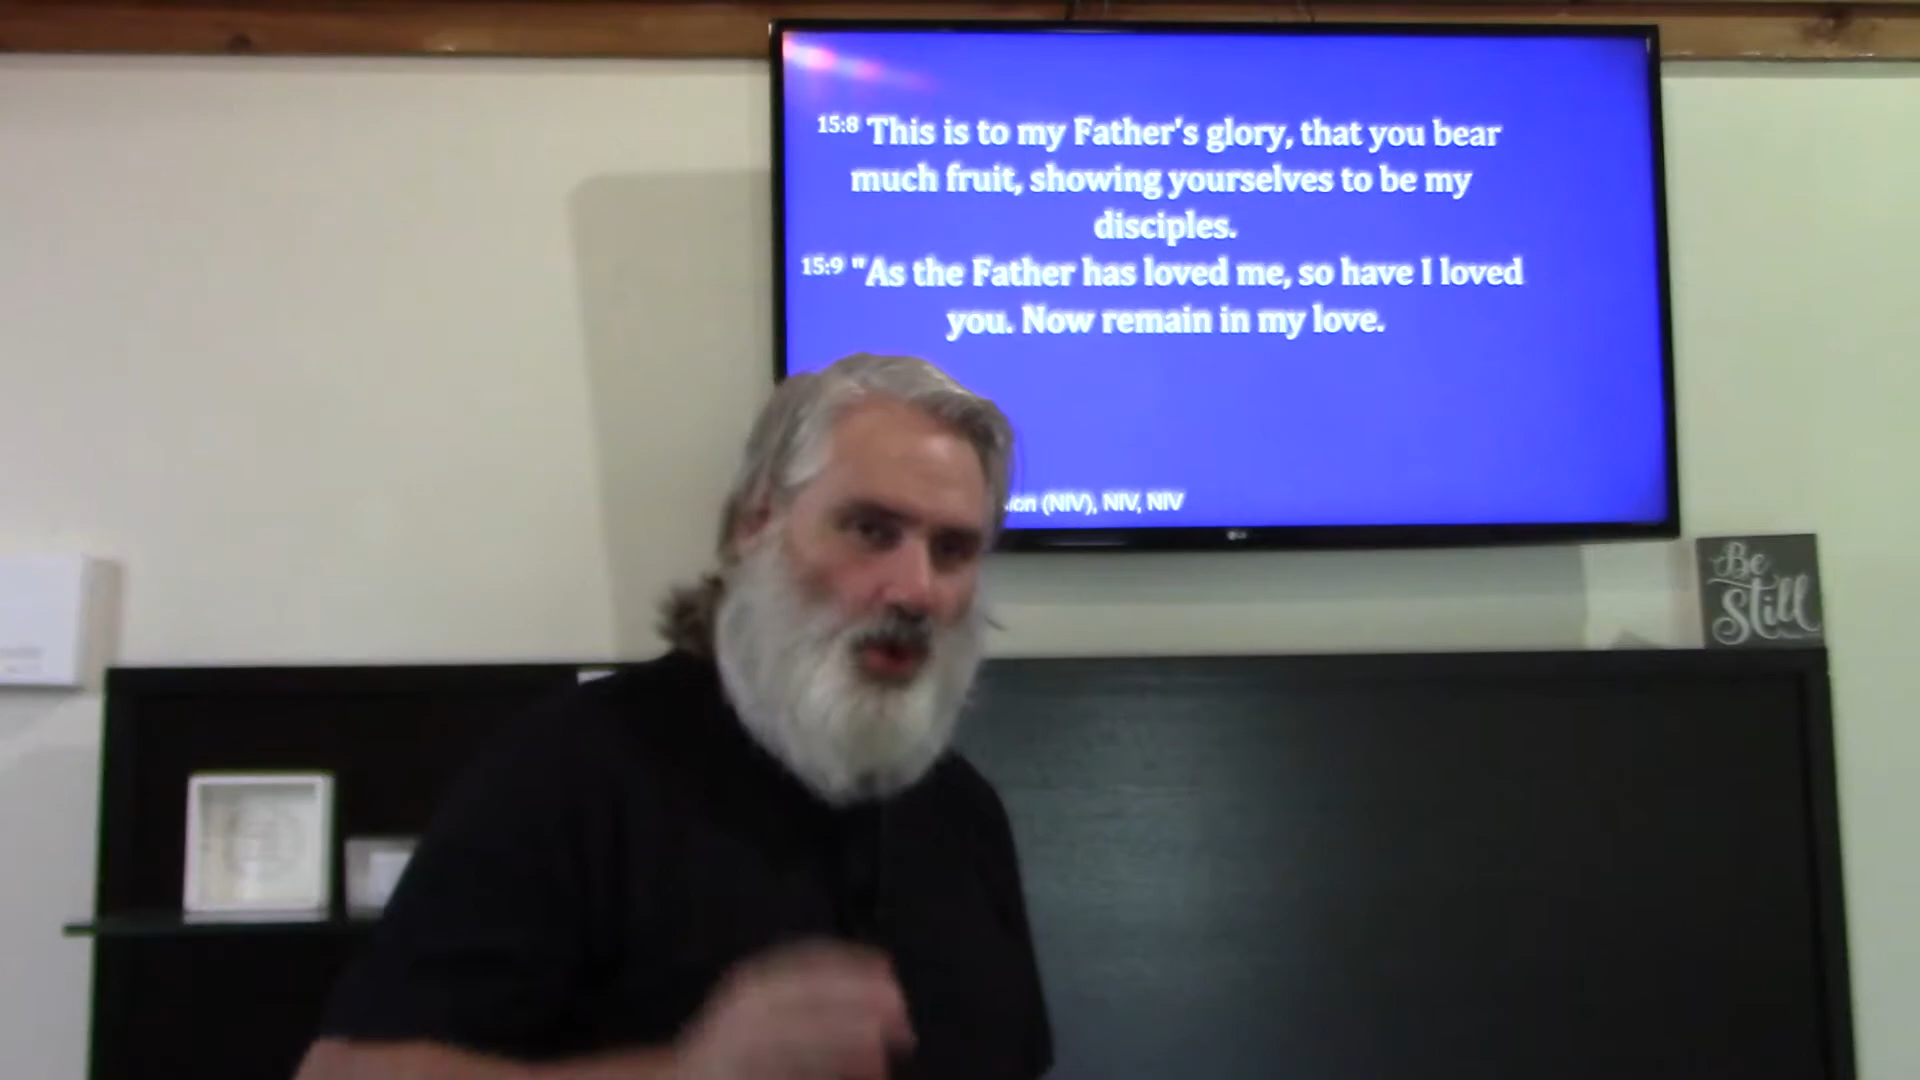 15:8 This is to my Father's glory, that you bear
much fruit, showing yourselves to be my
disciples.
15:9 "As the Father has loved me, so have I loved
you. Now remain in my love.
(NIV), NIV, NIV
LG
Be
Still